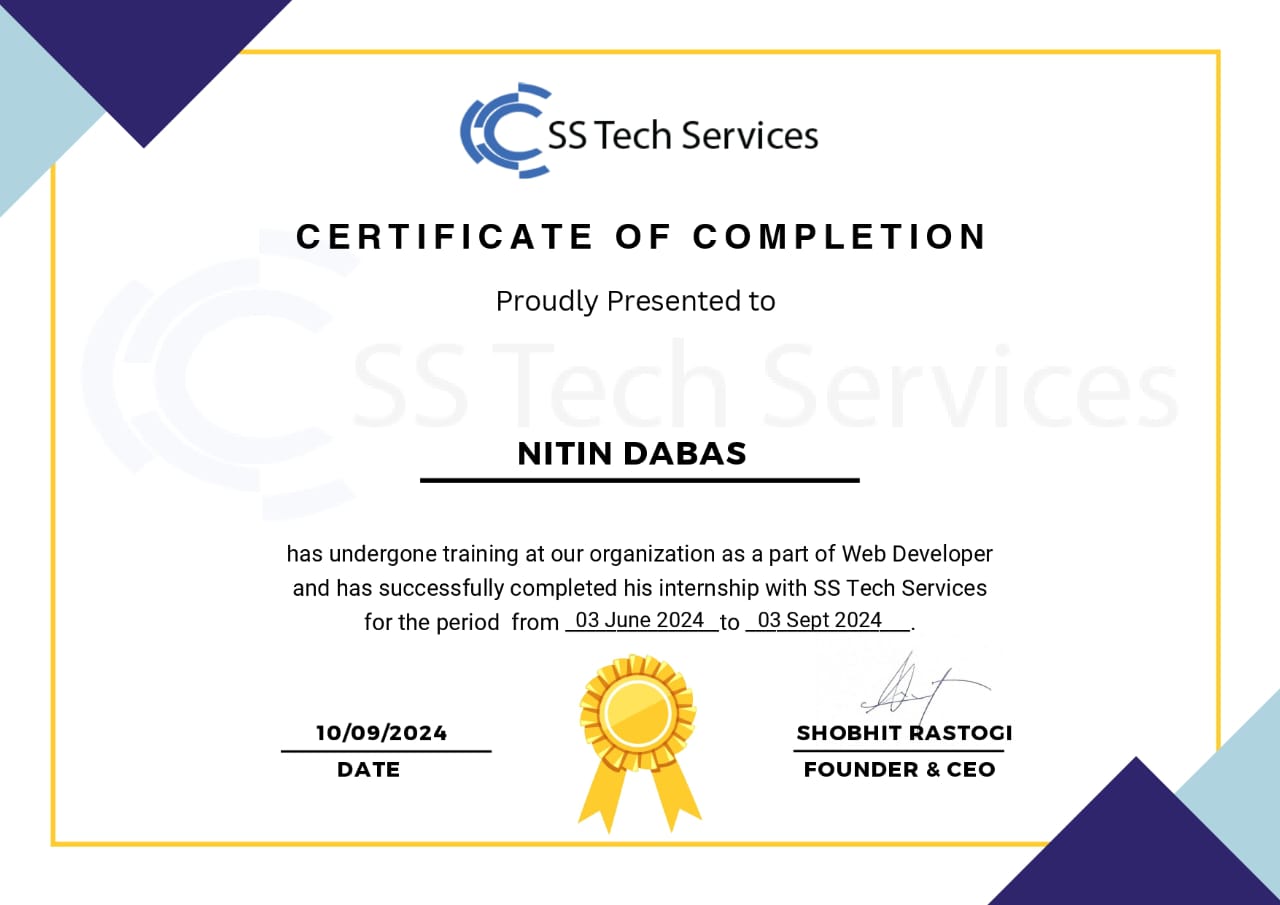 SS Tech Services
CERTIFICATE OF COMPLETION
Proudly Presented to
SS Tech Services
NITIN DABAS
has undergone training at our organization as a part of Web Developer
and has successfully completed his internship with SS Tech Services
for the period from 03 June 2024 to 03 Sept 2024.
10/09/2024
DATE
SHOBHIT RASTOGI
FOUNDER & CEO